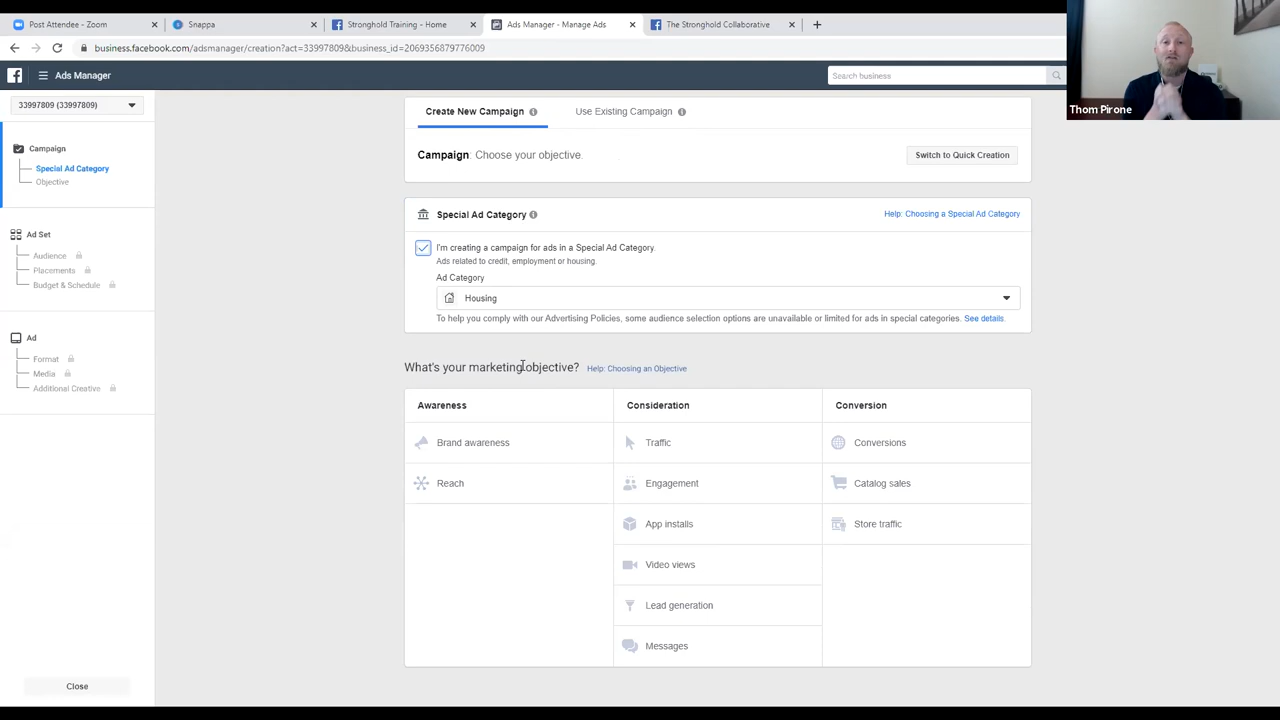 Post Attendee - Zoom
Snappa
Stronghold Training - Home
Ads Manager - Manage Ads
The Stronghold Collaborative
business.facebook.com/adsmanager/creation?act=33997809&business_id=2069356879776009
Ads Manager
Search business
Thom Pirone
33997809 (33997809)
Campaign
Special Ad Category
Objective
Ad Set
Audience
Placements
Budget & Schedule
Ad
Format
Media
Additional Creative
Close
Create New Campaign
Use Existing Campaign
Campaign: Choose your objective.
Switch to Quick Creation
Special Ad Category
Help: Choosing a Special Ad Category
I'm creating a campaign for ads in a Special Ad Category.
Ads related to credit, employment or housing.
Ad Category
Housing
To help you comply with our Advertising Policies, some audience selection options are unavailable or limited for ads in special categories. See details.
What's your marketing objective?
Help: Choosing an Objective
Awareness
Consideration
Conversion
Brand awareness
Traffic
Conversions
Reach
Engagement
Catalog sales
App installs
Store traffic
Video views
Lead generation
Messages